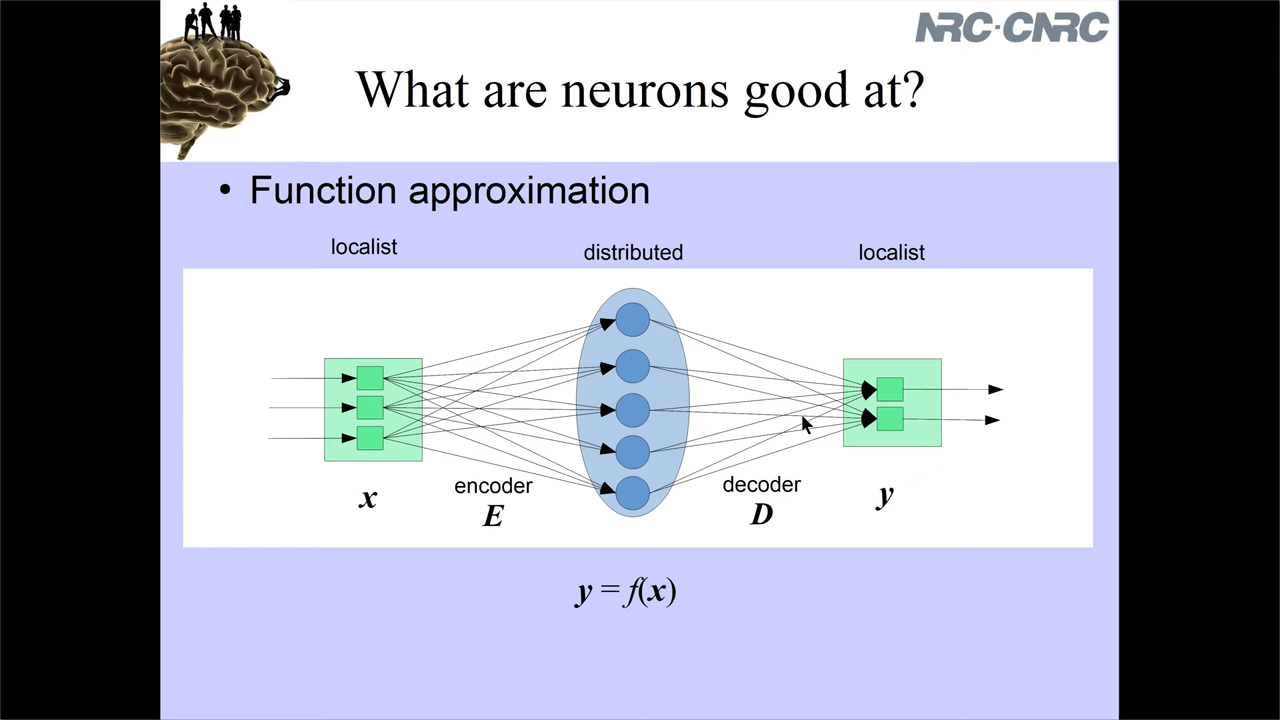 NRC·CNRC
What are neurons good at?
• Function approximation
localist
distributed
localist
encoder
decoder
x
E
D
y
y = f(x)